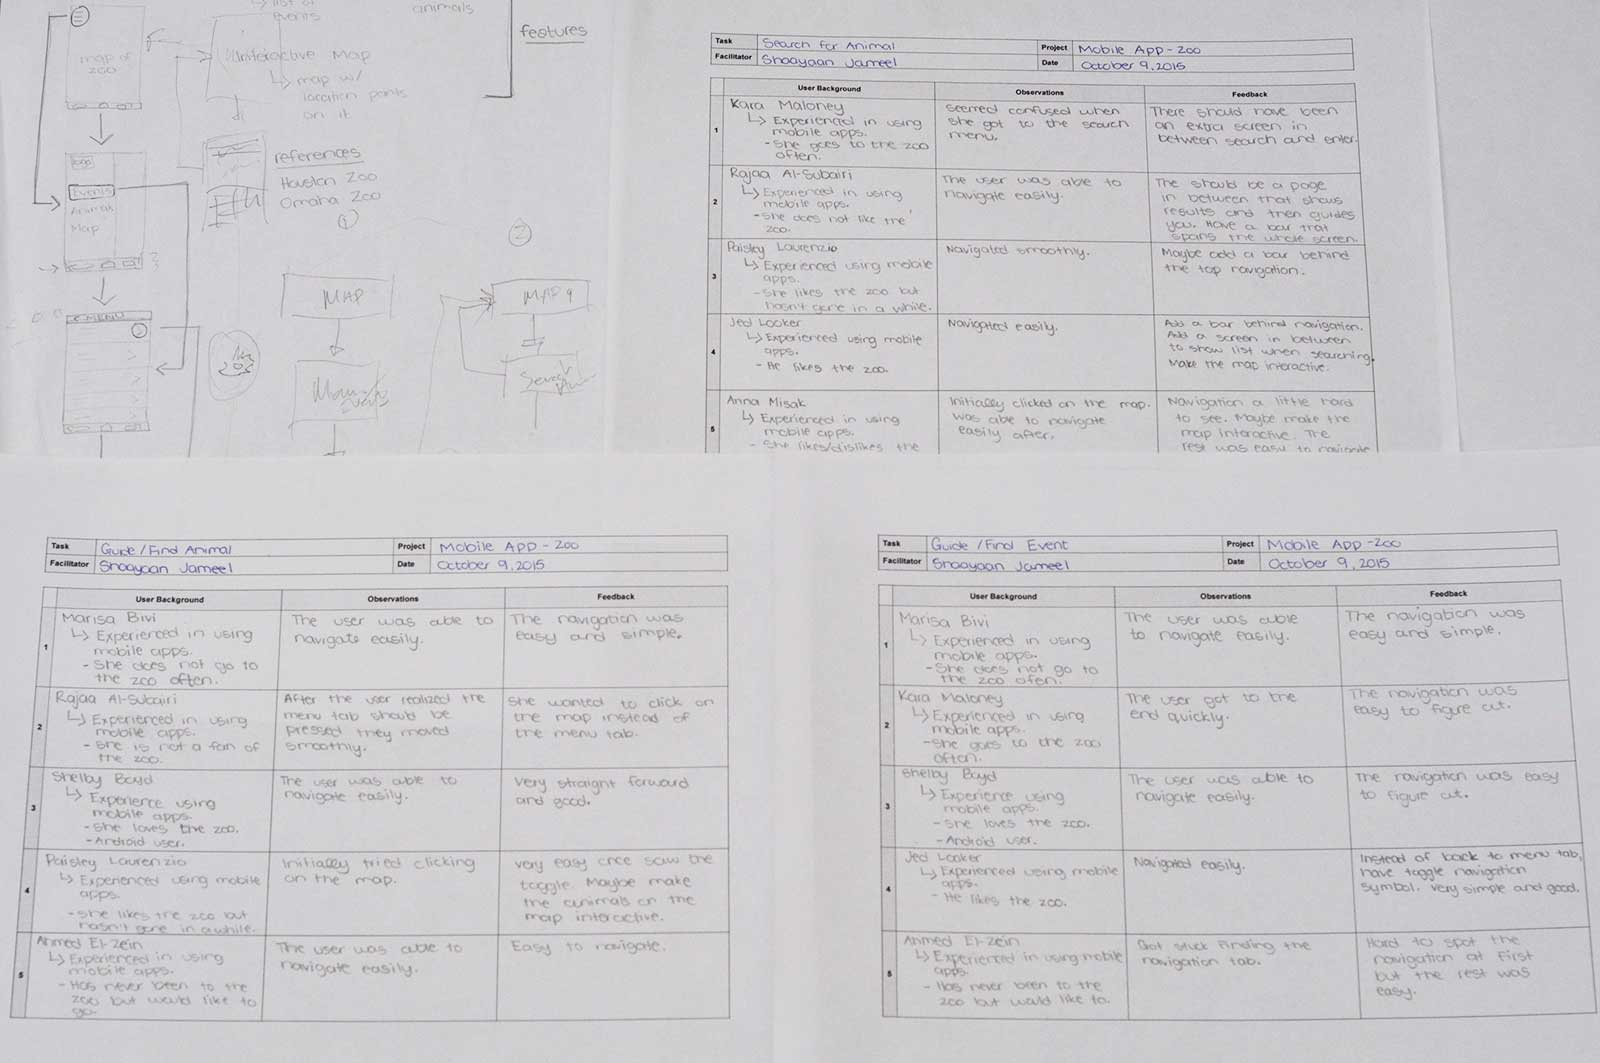 list of
events
animals
features
map of
zoo
Interactive Map
↳ map w/
location points
on it
logo
Events
Animals
Map
references
Houston Zoo
Omaha Zoo
①
②
MENU
MAP
MAP
Task Search for Animal Project Mobile App - Zoo
Facilitator Shaayaan Jameel Date October 9, 2015
User Background Observations Feedback
1
Kara Maloney
↳ Experienced in using
mobile apps.
- She goes to the zoo
often.
Seemed confused when
she got to the search
menu.
There should have been
an extra screen in
between search and enter.
2
Rajaa Al-Subairi
↳ Experienced in using
mobile apps.
- She does not like the
zoo.
The user was able to
navigate easily.
The should be a page
in between that shows
results and then guides
you. Have a bar that
spans the whole screen.
3
Paisley Laurenzio
↳ Experienced using mobile
apps.
- She likes the zoo but
hasn't gone in a while.
Navigated smoothly.
Maybe add a bar behind
the top navigation.
4
Jed Looker
↳ Experienced using mobile
apps.
- He likes the zoo.
Navigated easily.
Add a bar behind navigation.
Add a screen in between
to show list when searching.
Make the map interactive.
5
Anna Misak
↳ Experienced in using
mobile apps.
- She likes/dislikes the
Initially clicked on the map.
was able to navigate
easily after.
Navigation a little hard
to see. Maybe make the
map interactive. The
rest was easy to navigate
Task Guide / Find Animal Project Mobile App - Zoo
Facilitator Shaayaan Jameel Date October 9, 2015
User Background Observations Feedback
1
Marisa Bivi
↳ Experienced in using
mobile apps.
- She does not go to
the zoo often.
The user was able to
navigate easily.
The navigation was
easy and simple.
2
Rajaa Al-Subairi
↳ Experienced in using
mobile apps.
- She is not a fan of
the zoo.
After the user realized the
menu tab should be
pressed they moved
smoothly.
She wanted to click on
the map instead of
the menu tab.
3
Shelby Boyd
↳ Experience using
mobile apps.
- She loves the zoo.
- Android user.
The user was able to
navigate easily.
Very straight forward
and good.
4
Paisley Laurenzio
↳ Experienced using mobile
apps.
- She likes the zoo but
hasn't gone in a while.
Initially tried clicking
on the map.
very easy once saw the
toggle. Maybe make
the animals on the
map interactive.
5
Ahmed El-Zein
↳ Experienced in using
mobile apps.
- Has never been to the
zoo but would like to
go.
The user was able to
navigate easily.
Easy to navigate.
Task Guide / Find Event Project Mobile App - Zoo
Facilitator Shaayaan Jameel Date October 9, 2015
User Background Observations Feedback
1
Marisa Bivi
↳ Experienced in using
mobile apps.
- She does not go to
the zoo ofen.
The user was able
to navigate easily.
The navigation was
easy and simple.
2
Kara Maloney
↳ Experienced in using
mobile apps.
- She goes to the zoo
often.
The user got to the
end quickly.
The navigation was
easy to figure out.
3
Shelby Boyd
↳ Experience using
mobile apps.
- She loves the zoo.
- Android user.
The user was able to
navigate easily.
The navigation was easy
to figure out.
4
Jed Looker
↳ Experienced using mobile
apps.
- He likes the zoo.
Navigated easily.
Instead of back to menu tab,
have toggle navigation
symbol. Very simple and good.
5
Ahmed El-Zein
↳ Experienced in using mobile
apps.
- Has never been to the
zoo but would like to.
Got stuck finding the
navigation tab.
Hard to spot the
navigation at first
but the rest was
easy.